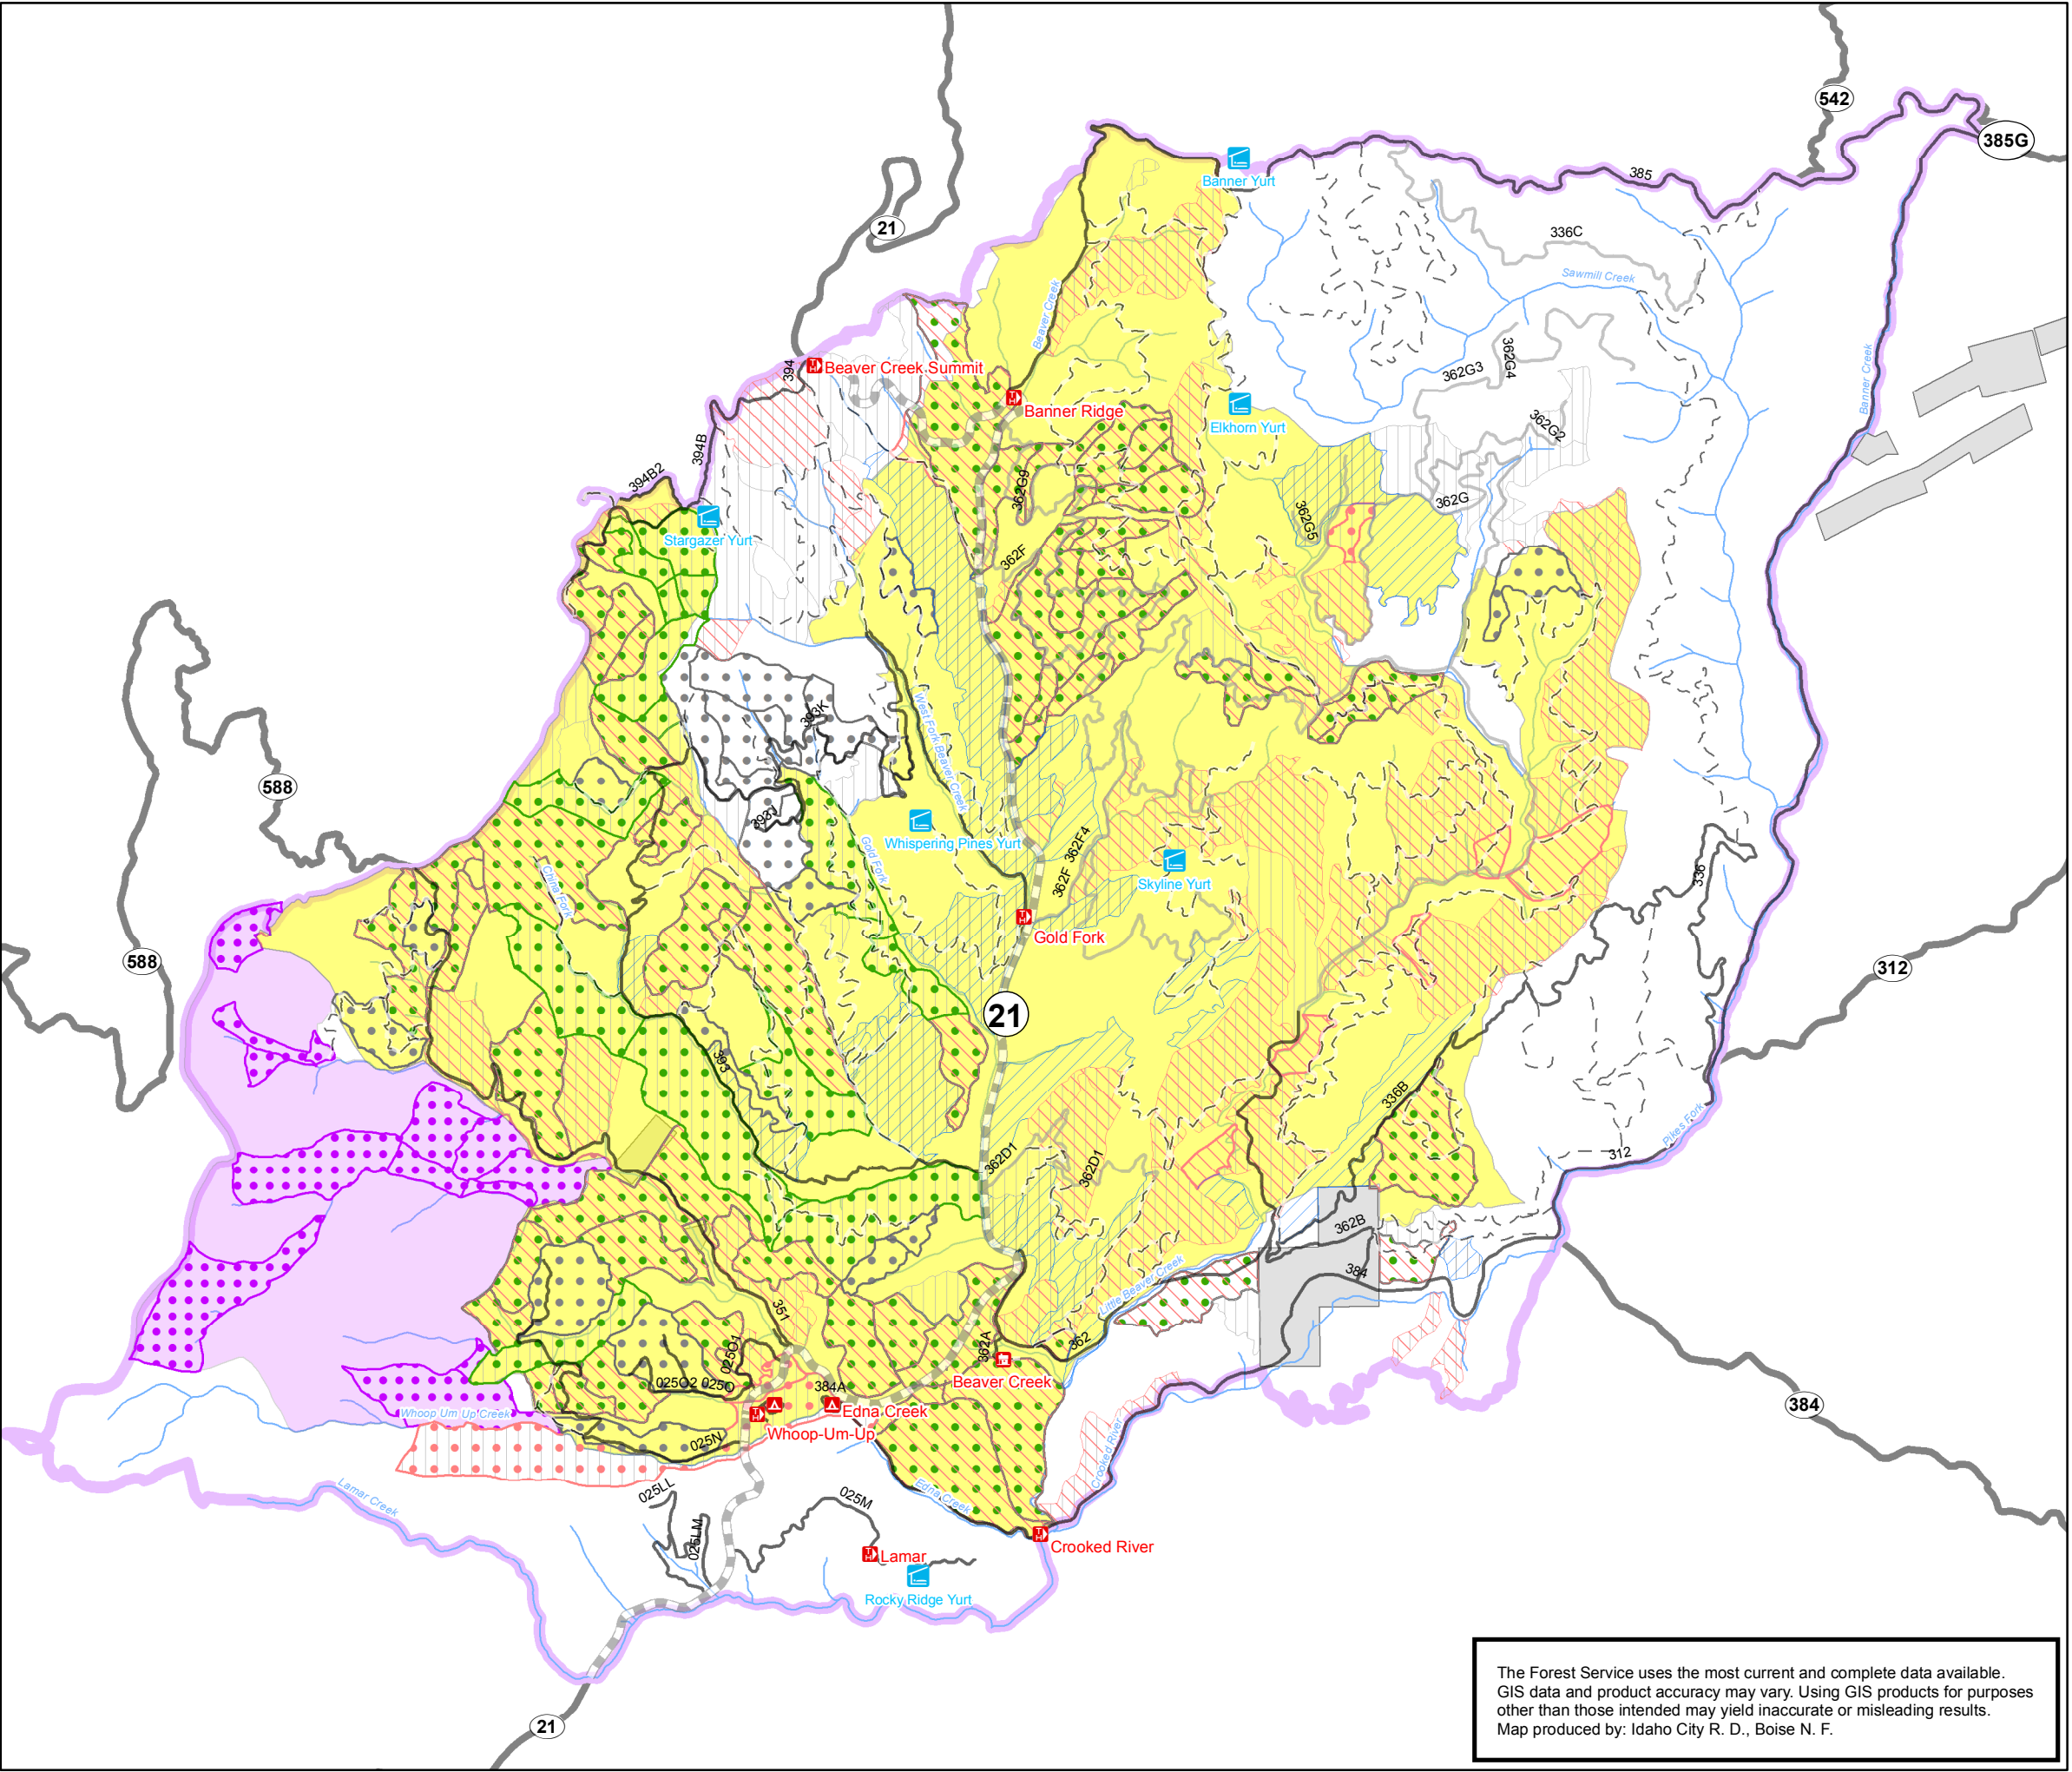 542
385G
385
Banner Yurt
21
336C
Sawmill Creek
Beaver Creek
394
Beaver Creek Summit
362G3
362G4
Banner Creek
Banner Ridge
Elkhorn Yurt
362G2
394B
394B2
362G9
362G
362G5
Stargazer Yurt
362F
393K
West Fork Beaver Creek
588
393J
Whispering Pines Yurt
362F4
Gold Fork
336
Skyline Yurt
362F
China Fork
Gold Fork
588
312
21
393
336B
Pikes Fork
312
362D1
362D1
362B
384
Little Beaver Creek
351
025O1
362A
362
025O2
025O
384A
Beaver Creek
384
Edna Creek
Whoop Um Up Creek
Whoop-Um-Up
025N
Crooked River
025LL
025M
Edna Creek
Lamar Creek
025LM
Crooked River
Lamar
Rocky Ridge Yurt
21
The Forest Service uses the most current and complete data available.
GIS data and product accuracy may vary. Using GIS products for purposes
other than those intended may yield inaccurate or misleading results.
Map produced by: Idaho City R. D., Boise N. F.